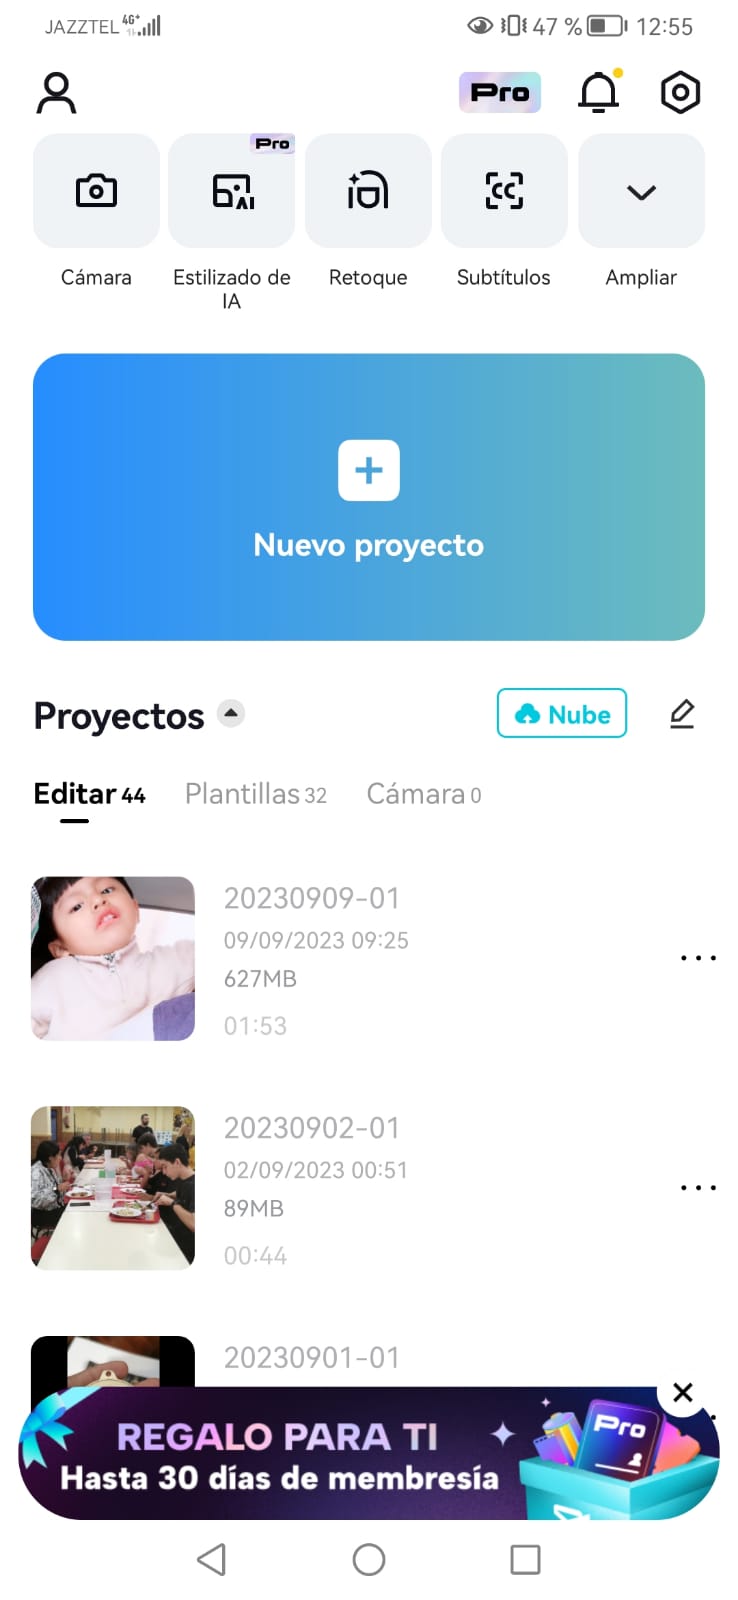 JAZZTEL 4G+ 47 % 12:55
Pro
Pro
Cámara Estilizado de IA Retoque Subtítulos Ampliar
Nuevo proyecto
Proyectos Nube
Editar 44 Plantillas 32 Cámara 0
20230909-01
09/09/2023 09:25
627MB
01:53
20230902-01
02/09/2023 00:51
89MB
00:44
20230901-01
REGALO PARA TI
Hasta 30 días de membresía
Pro